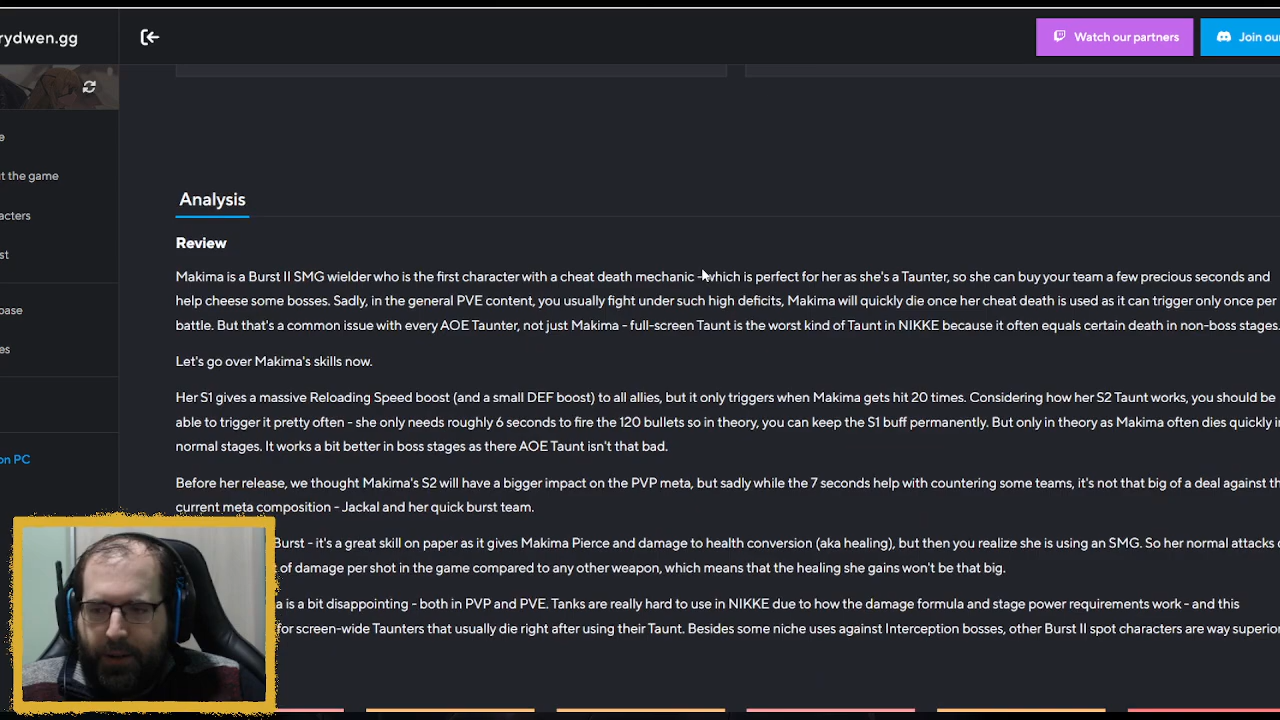 rydwen.gg
Watch our partners
Join ou
e
t the game
acters
st
base
es
on PC
Analysis
Review
Makima is a Burst II SMG wielder who is the first character with a cheat death mechanic - which is perfect for her as she's a Taunter, so she can buy your team a few precious seconds and
help cheese some bosses. Sadly, in the general PVE content, you usually fight under such high deficits, Makima will quickly die once her cheat death is used as it can trigger only once per
battle. But that's a common issue with every AOE Taunter, not just Makima - full-screen Taunt is the worst kind of Taunt in NIKKE because it often equals certain death in non-boss stages.
Let's go over Makima's skills now.
Her S1 gives a massive Reloading Speed boost (and a small DEF boost) to all allies, but it only triggers when Makima gets hit 20 times. Considering how her S2 Taunt works, you should be
able to trigger it pretty often - she only needs roughly 6 seconds to fire the 120 bullets so in theory, you can keep the S1 buff permanently. But only in theory as Makima often dies quickly i
normal stages. It works a bit better in boss stages as there AOE Taunt isn't that bad.
Before her release, we thought Makima's S2 will have a bigger impact on the PVP meta, but sadly while the 7 seconds help with countering some teams, it's not that big of a deal against th
current meta composition - Jackal and her quick burst team.
Burst - it's a great skill on paper as it gives Makima Pierce and damage to health conversion (aka healing), but then you realize she is using an SMG. So her normal attacks
of damage per shot in the game compared to any other weapon, which means that the healing she gains won't be that big.
a is a bit disappointing - both in PVP and PVE. Tanks are really hard to use in NIKKE due to how the damage formula and stage power requirements work - and this
for screen-wide Taunters that usually die right after using their Taunt. Besides some niche uses against Interception bosses, other Burst II spot characters are way superio